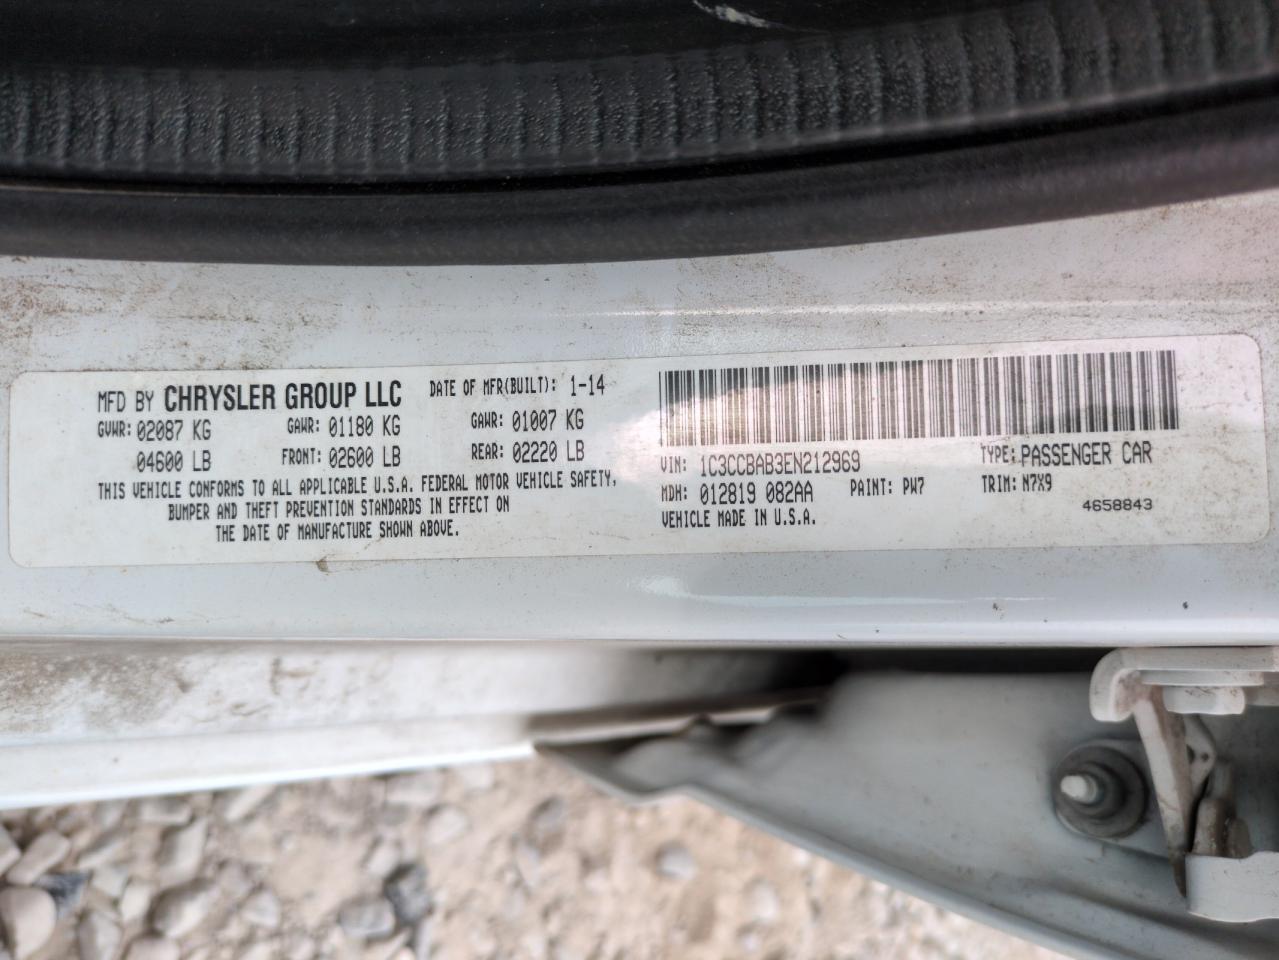 MFD BY CHRYSLER GROUP LLC DATE OF MFR(BUILT): 1-14
GVWR: 02087 KG GAWR: 01180 KG GAWR: 01007 KG
04600 LB FRONT: 02600 LB REAR: 02220 LB
THIS VEHICLE CONFORMS TO ALL APPLICABLE U.S.A. FEDERAL MOTOR VEHICLE SAFETY,
BUMPER AND THEFT PREVENTION STANDARDS IN EFFECT ON
THE DATE OF MANUFACTURE SHOWN ABOVE.
VIN: 1C3CCBAB3EN212969 TYPE: PASSENGER CAR
MDH: 012819 082AA PAINT: PW7 TRIM: N7X9
VEHICLE MADE IN U.S.A. 4658843